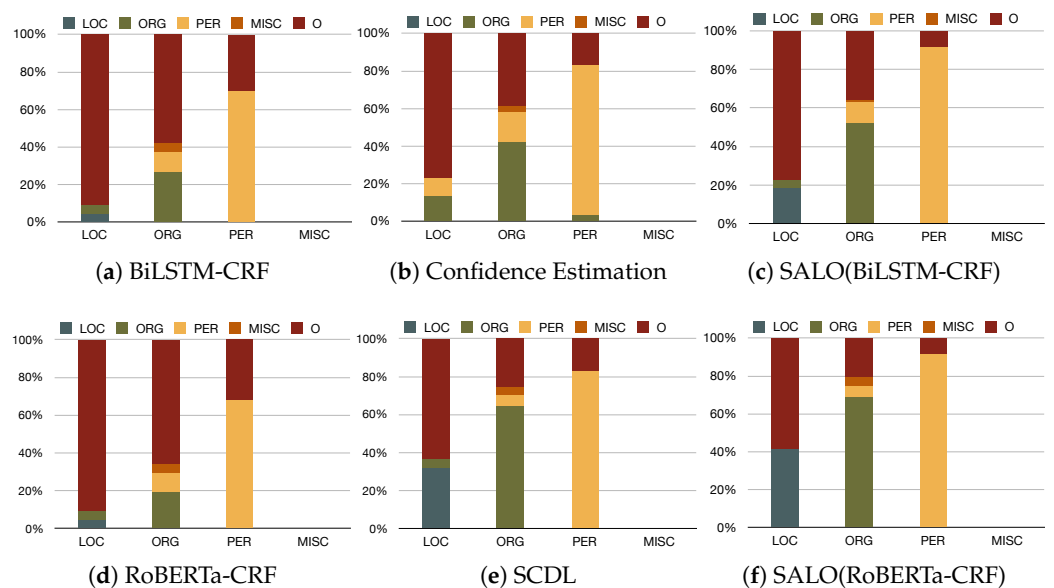 LOC ORG PER MISC O
100%
80%
60%
40%
20%
0%
LOC ORG PER MISC
(a) BiLSTM-CRF
LOC ORG PER MISC O
100%
80%
60%
40%
20%
0%
LOC ORG PER MISC
(b) Confidence Estimation
LOC ORG PER MISC O
100%
80%
60%
40%
20%
0%
LOC ORG PER MISC
(c) SALO(BiLSTM-CRF)
LOC ORG PER MISC O
100%
80%
60%
40%
20%
0%
LOC ORG PER MISC
(d) RoBERTa-CRF
LOC ORG PER MISC O
100%
80%
60%
40%
20%
0%
LOC ORG PER MISC
(e) SCDL
LOC ORG PER MISC O
100%
80%
60%
40%
20%
0%
LOC ORG PER MISC
(f) SALO(RoBERTa-CRF)